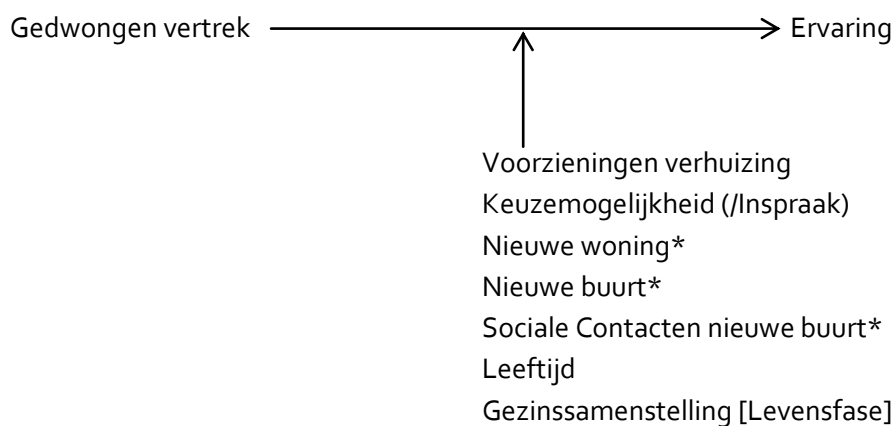 Gedwongen vertrek Ervaring
Voorzieningen verhuizing
Keuzemogelijkheid (/Inspraak)
Nieuwe woning*
Nieuwe buurt*
Sociale Contacten nieuwe buurt*
Leeftijd
Gezinssamenstelling [Levensfase]